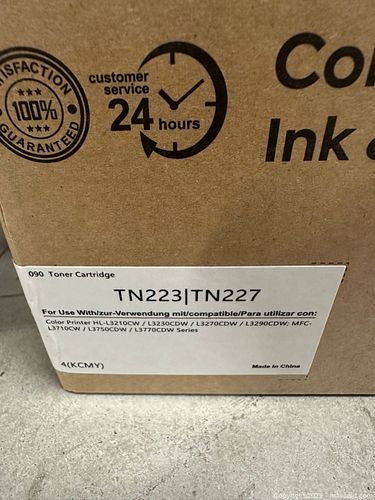 SATISFACTION
100%
GUARANTEED
customer
service
24 hours
Col
Ink &
090 Toner Cartridge
TN223|TN227
For Use With/zur-Verwendung mit/compatible/Para utilizar con:
Color Printer HL-L3210CW / L3230CDW / L3270CDW / L3290CDW; MFC-
L3710CW / L3750CDW / L3770CDW Series
4(KCMY)
Made in China